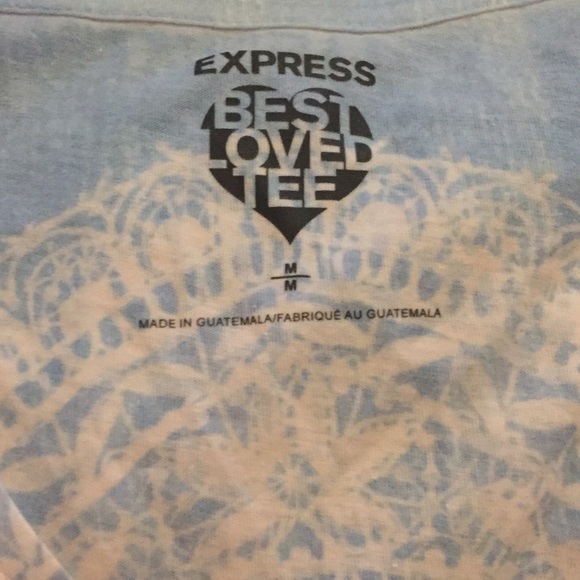 EXPRESS
BEST
LOVED
TEE
M
M
MADE IN GUATEMALA/FABRIQUÉ AU GUATEMALA